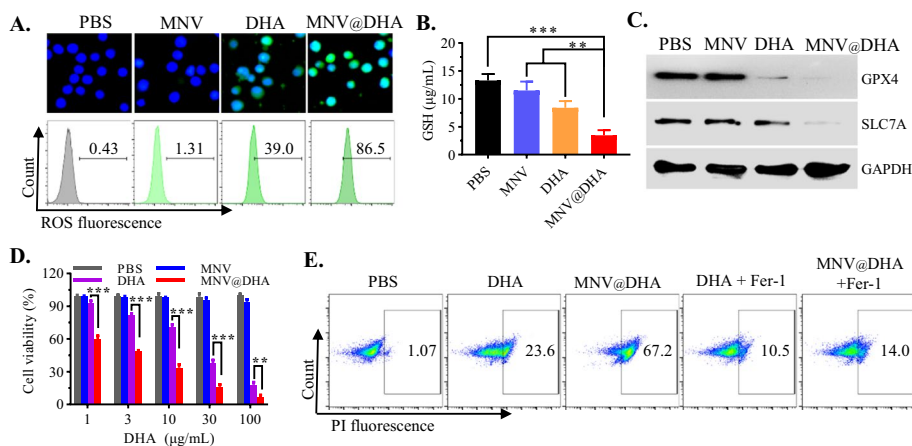 A.
PBS MNV DHA MNV@DHA
0.43 1.31 39.0 86.5
Count
ROS fluorescence
B.
*** 
**
GSH (μg/mL)
20
15
10
5
0
PBS MNV DHA MNV@DHA
C.
PBS MNV DHA MNV@DHA
GPX4
SLC7A
GAPDH
D.
PBS MNV
DHA MNV@DHA
*** *** *** *** **
Cell viability (%)
120
90
60
30
0
1 3 10 30 100
DHA (μg/mL)
E.
PBS DHA MNV@DHA DHA + Fer-1 MNV@DHA
+Fer-1
1.07 23.6 67.2 10.5 14.0
Count
PI fluorescence